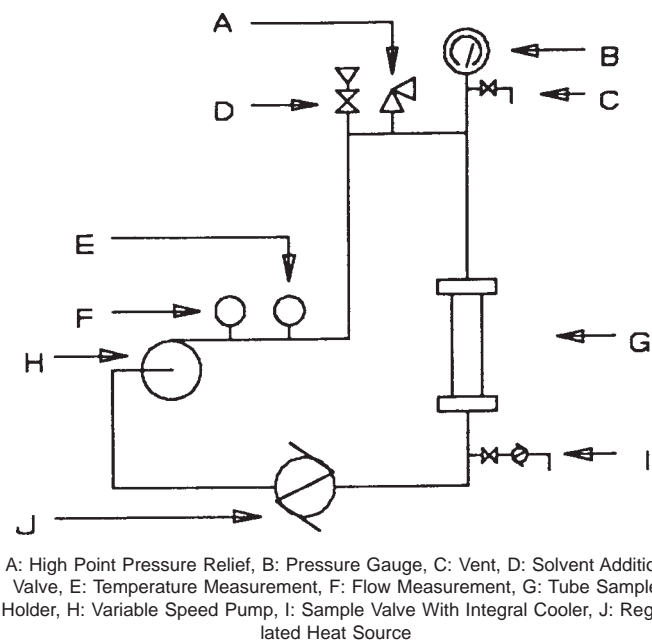 A
B
C
D
E
F
G
H
I
J
A: High Point Pressure Relief, B: Pressure Gauge, C: Vent, D: Solvent Additio
Valve, E: Temperature Measurement, F: Flow Measurement, G: Tube Sample
Holder, H: Variable Speed Pump, I: Sample Valve With Integral Cooler, J: Reg
lated Heat Source